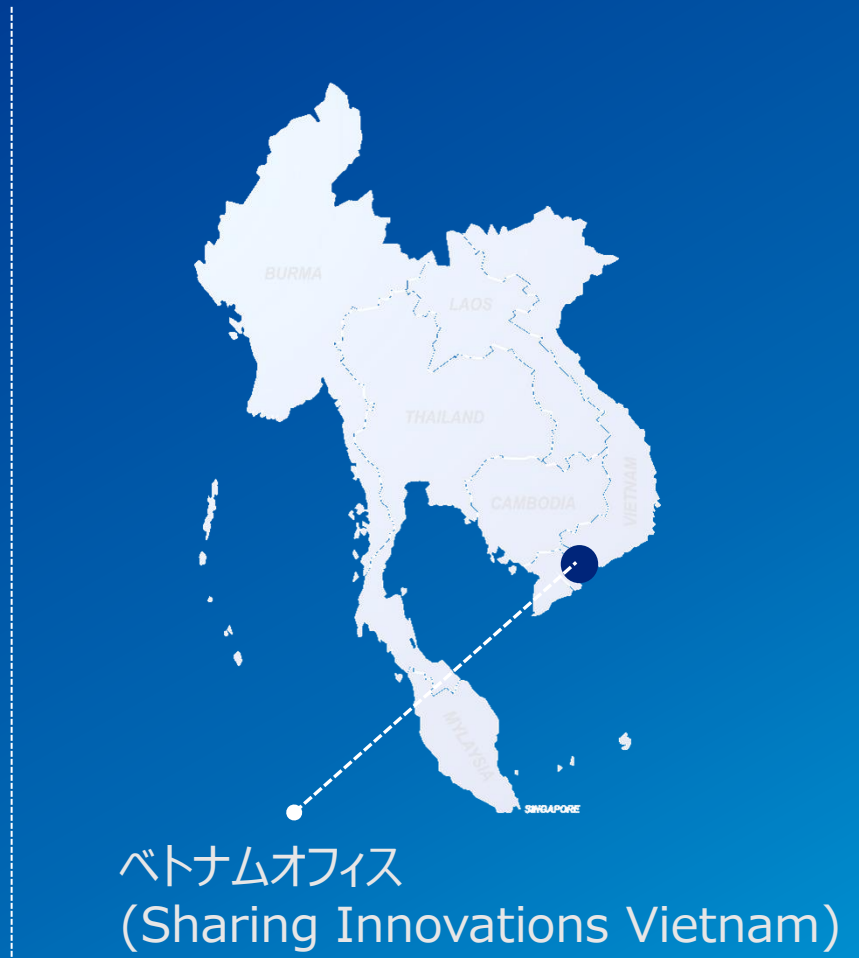 BURMA
LAOS
THAILAND
CAMBODIA
VIETNAM
MYLAYSIA
SINGAPORE
ベトナムオフィス
(Sharing Innovations Vietnam)